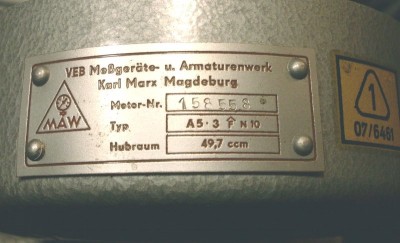 VEB Meßgeräte- u. Armaturenwerk
Karl Marx Magdeburg
MAW
Motor-Nr. 158558
Typ A5·3 F N 10
Hubraum 49,7 ccm
1
07/6481